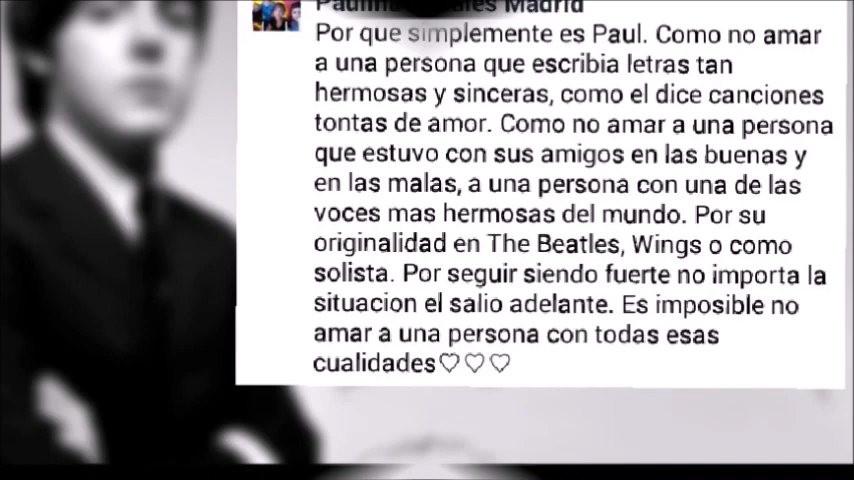 Madrid
Por que simplemente es Paul. Como no amar
a una persona que escribia letras tan
hermosas y sinceras, como el dice canciones
tontas de amor. Como no amar a una persona
que estuvo con sus amigos en las buenas y
en las malas, a una persona con una de las
voces mas hermosas del mundo. Por su
originalidad en The Beatles, Wings o como
solista. Por seguir siendo fuerte no importa la
situacion el salio adelante. Es imposible no
amar a una persona con todas esas
cualidades♡♡♡